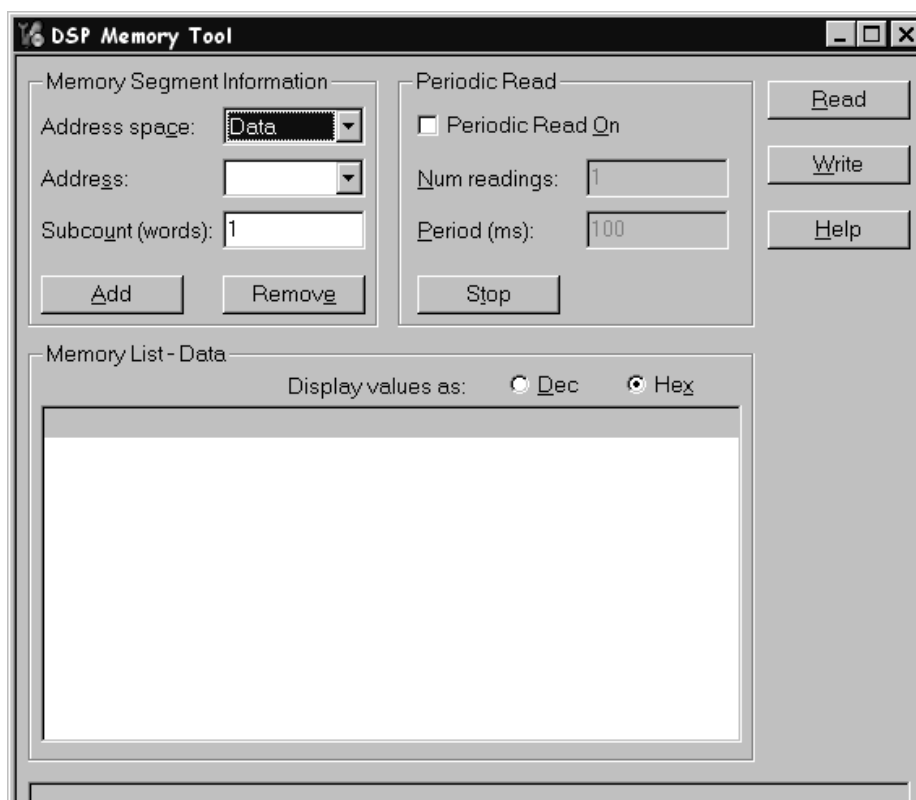 DSP Memory Tool
Memory Segment Information
Address space: Data
Address:
Subcount (words): 1
Add Remove
Periodic Read
Periodic Read On
Num readings: 1
Period (ms): 100
Stop
Read
Write
Help
Memory List - Data
Display values as: Dec Hex